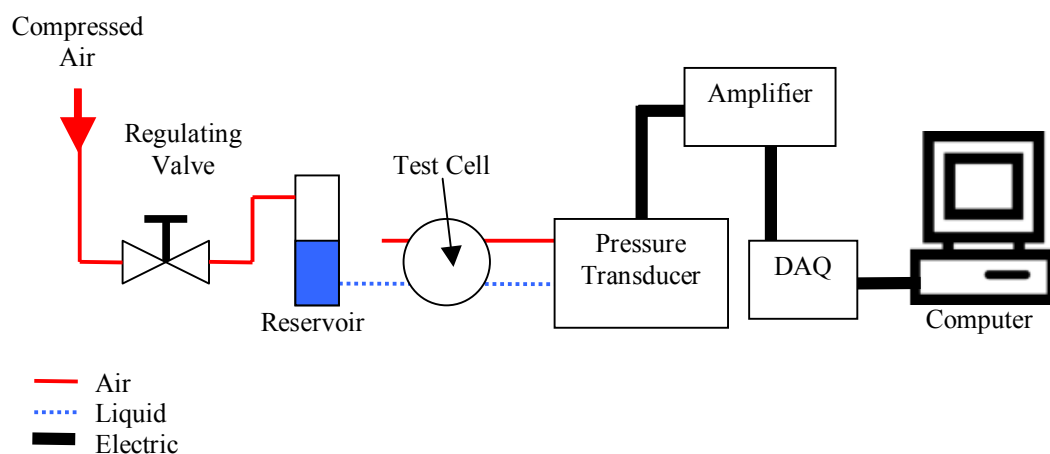 Compressed
Air
Regulating
Valve
Test Cell
Amplifier
Pressure
Transducer
DAQ
Reservoir
Computer
Air
Liquid
Electric